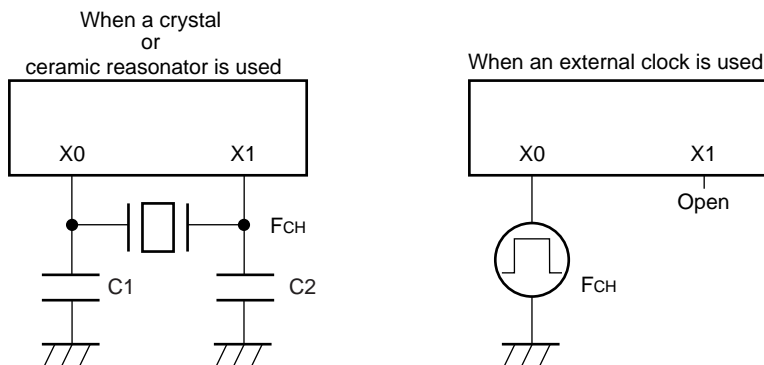 When a crystal
or
ceramic reasonator is used
X0
X1
FCH
C1
C2
When an external clock is used
X0
X1
Open
FCH